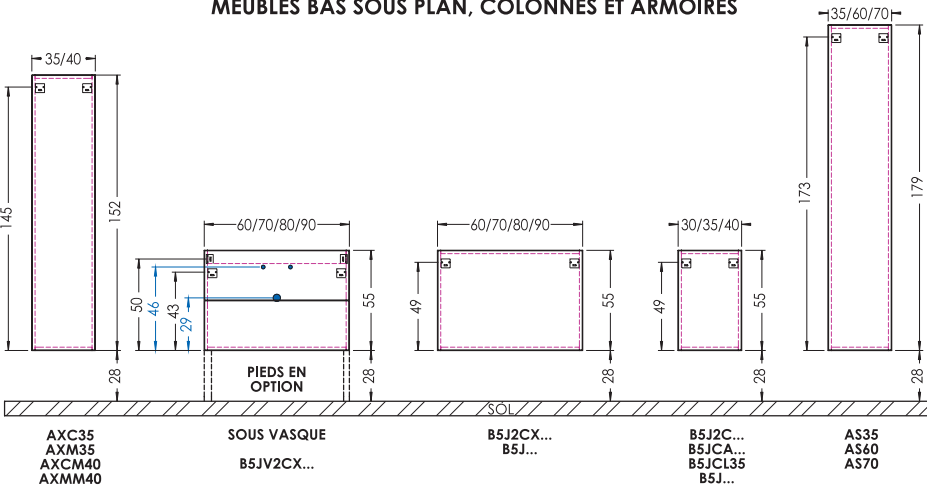 MEUBLES BAS SOUS PLAN, COLONNES ET ARMOIRES
35/40
145
152
28
60/70/80/90
50
46
43
29
55
28
PIEDS EN
OPTION
60/70/80/90
49
55
28
30/35/40
49
55
28
35/60/70
173
179
28
SOL
AXC35
AXM35
AXCM40
AXMM40
SOUS VASQUE
B5JV2CX...
B5J2CX...
B5J...
B5J2C...
B5JCA...
B5JCL35
B5J...
AS35
AS60
AS70